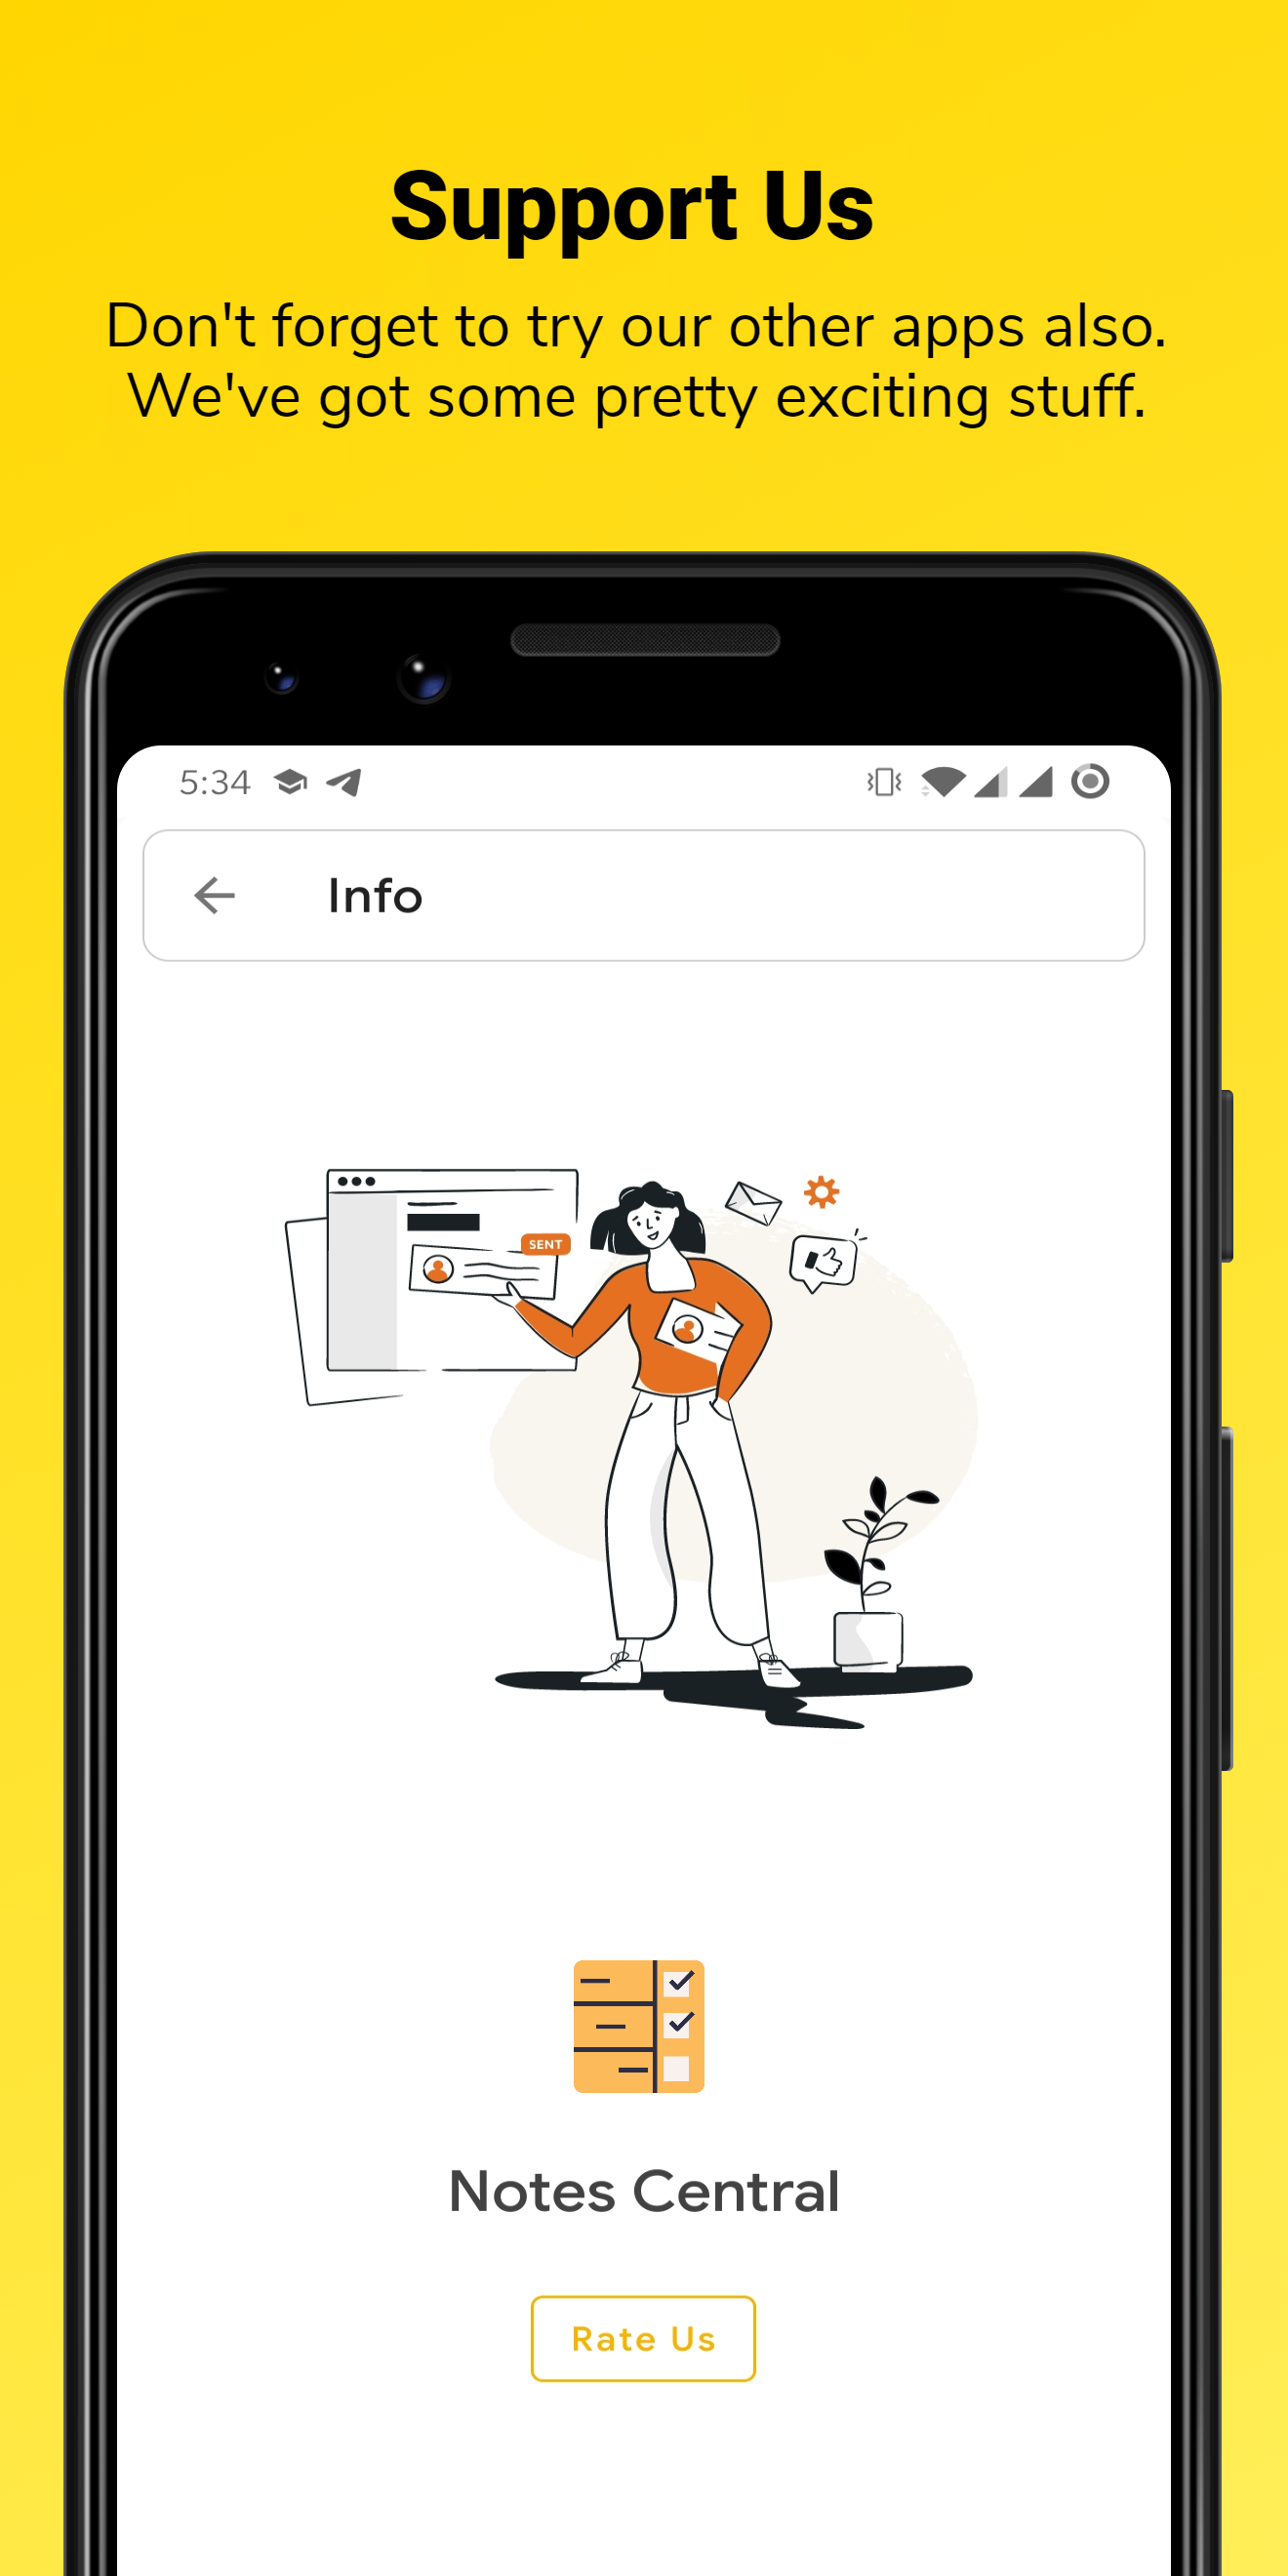 Support Us
Don't forget to try our other apps also.
We've got some pretty exciting stuff.
5:34
Info
SENT
Notes Central
Rate Us